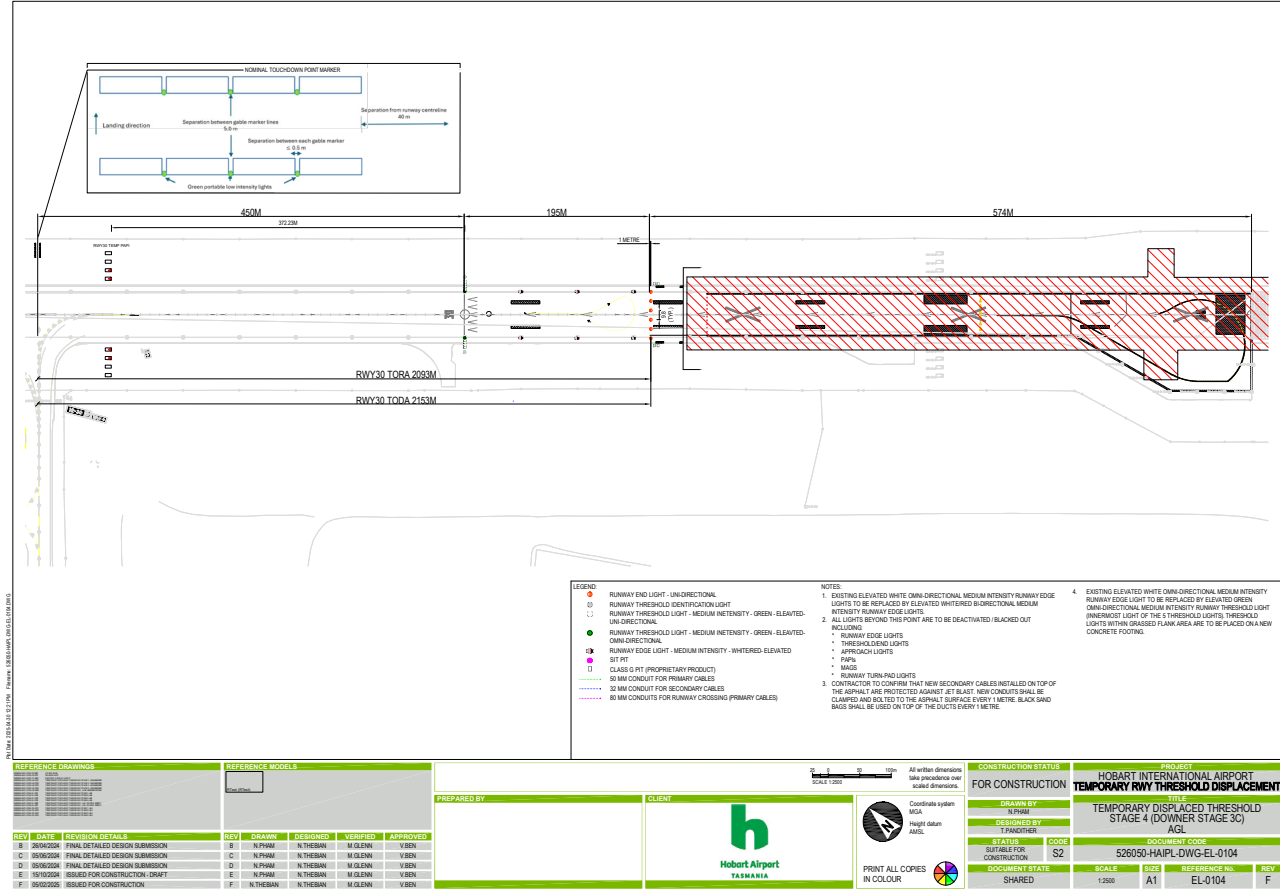 NOMINAL TOUCHDOWN POINT MARKER
Separation from runway centreline
40 m
Landing direction
Separation between gable marker lines
5.0 m
Separation between each gable marker
≤ 0.5 m
Green portable low intensity lights
450M
195M
574M
372.23M
1 METRE
RWY30 TEMP PAPI
9.6
(TYP.)
RWY30 TORA 2093M
RWY30 TODA 2153M
LEGEND:
RUNWAY END LIGHT - UNI-DIRECTIONAL
RUNWAY THRESHOLD IDENTIFICATION LIGHT
RUNWAY THRESHOLD LIGHT - MEDIUM INETENSITY - GREEN - ELEAVTED-
UNI-DIRECTIONAL
RUNWAY THRESHOLD LIGHT - MEDIUM INETENSITY - GREEN - ELEAVTED-
OMNI-DIRECTIONAL
RUNWAY EDGE LIGHT - MEDIUM INTENSITY - WHITE/RED- ELEVATED
SIT PIT
CLASS G PIT (PROPRIETARY PRODUCT)
50 MM CONDUIT FOR PRIMARY CABLES
32 MM CONDUIT FOR SECONDARY CABLES
80 MM CONDUITS FOR RUNWAY CROSSING (PRIMARY CABLES)
NOTES:
1. EXISTING ELEVATED WHITE OMNI-DIRECTIONAL MEDIUM INTENSITY RUNWAY EDGE
LIGHTS TO BE REPLACED BY ELEVATED WHITE/RED BI-DIRECTIONAL MEDIUM
INTENSITY RUNWAY EDGE LIGHTS.
2. ALL LIGHTS BEYOND THIS POINT ARE TO BE DEACTIVATED / BLACKED OUT
INCLUDING:
* RUNWAY EDGE LIGHTS
* THRESHOLD/END LIGHTS
* APPROACH LIGHTS
* PAPIs
* MAGS
* RUNWAY TURN-PAD LIGHTS
3. CONTRACTOR TO CONFIRM THAT NEW SECONDARY CABLES INSTALLED ON TOP OF
THE ASPHALT ARE PROTECTED AGAINST JET BLAST. NEW CONDUITS SHALL BE
CLAMPED AND BOLTED TO THE ASPHALT SURFACE EVERY 1 METRE. BLACK SAND
BAGS SHALL BE USED ON TOP OF THE DUCTS EVERY 1 METRE.
4. EXISTING ELEVATED WHITE OMNI-DIRECTIONAL MEDIUM INTENSITY
RUNWAY EDGE LIGHT TO BE REPLACED BY ELEVATED GREEN
OMNI-DIRECTIONAL MEDIUM INTENSITY RUNWAY THRESHOLD LIGHT
(INNERMOST LIGHT OF THE 5 THRESHOLD LIGHTS). THRESHOLD
LIGHTS WITHIN GRASSED FLANK AREA ARE TO BE PLACED ON A NEW
CONCRETE FOOTING.
REFERENCE DRAWINGS
REFERENCE MODELS
REV DATE REVISION DETAILS REV DRAWN DESIGNED VERIFIED APPROVED
B 26/04/2024 FINAL DETAILED DESIGN SUBMISSION B N.PHAM N.THEBIAN M.GLENN V.BEN
C 05/06/2024 FINAL DETAILED DESIGN SUBMISSION C N.PHAM N.THEBIAN M.GLENN V.BEN
D 05/06/2024 FINAL DETAILED DESIGN SUBMISSION D N.PHAM N.THEBIAN M.GLENN V.BEN
E 15/10/2024 ISSUED FOR CONSTRUCTION - DRAFT E N.PHAM N.THEBIAN M.GLENN V.BEN
F 05/02/2025 ISSUED FOR CONSTRUCTION F N.THEBIAN N.THEBIAN M.GLENN V.BEN
PREPARED BY
CLIENT
Hobart Airport
TASMANIA
25 0 50 100m
SCALE 1:2500
All written dimensions
take precedence over
scaled dimensions.
Coordinate system
MGA
Height datum
AMSL
PRINT ALL COPIES
IN COLOUR
CONSTRUCTION STATUS
FOR CONSTRUCTION
DRAWN BY
N.PHAM
DESIGNED BY
T.PANDITHER
STATUS CODE
SUITABLE FOR
CONSTRUCTION
S2
DOCUMENT STATE
SHARED
PROJECT
HOBART INTERNATIONAL AIRPORT
TEMPORARY RWY THRESHOLD DISPLACEMENT
TITLE
TEMPORARY DISPLACED THRESHOLD
STAGE 4 (DOWNER STAGE 3C)
AGL
DOCUMENT CODE
526050-HAIPL-DWG-EL-0104
SCALE SIZE REFERENCE No. REV
1:2500 A1 EL-0104 F